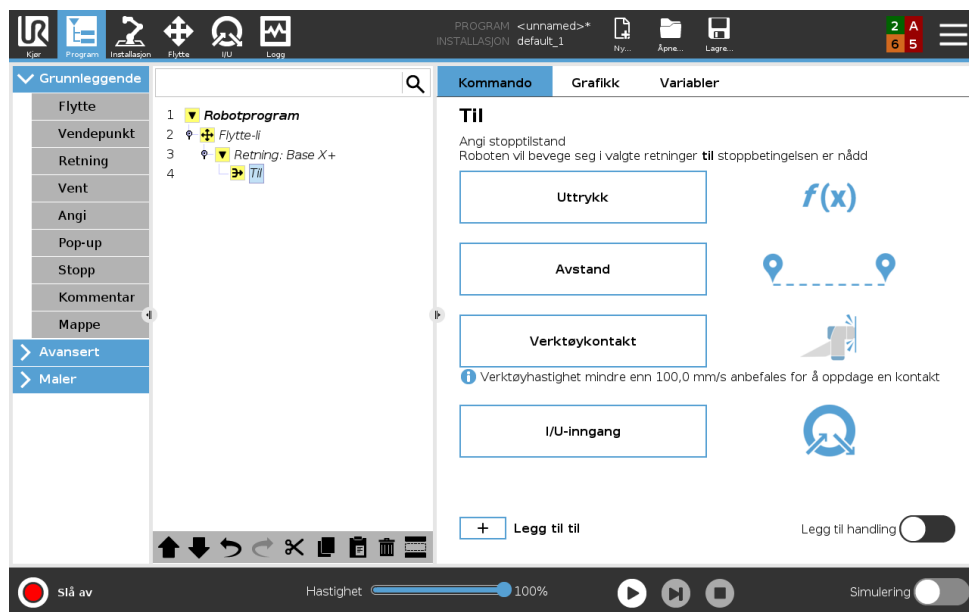 UR
PROGRAM <unnamed>*
INSTALLASJON default_1
2 A
6 5
Kjør
Program
Installasjon
Flytte
I/U
Logg
Ny...
Åpne...
Lagre...
Grunnleggende
Flytte
Vendepunkt
Retning
Vent
Angi
Pop-up
Stopp
Kommentar
Mappe
Avansert
Maler
1 Robotprogram
2 Flytte-li
3 Retning: Base X+
4 Til
Kommando Grafikk Variabler
Til
Angi stopptilstand
Roboten vil bevege seg i valgte retninger til stoppbetingelsen er nådd
Uttrykk
f(x)
Avstand
Verktøykontakt
Verktøyhastighet mindre enn 100,0 mm/s anbefales for å oppdage en kontakt
I/U-inngang
+ Legg til til
Legg til handling
Slå av
Hastighet 100%
Simulering